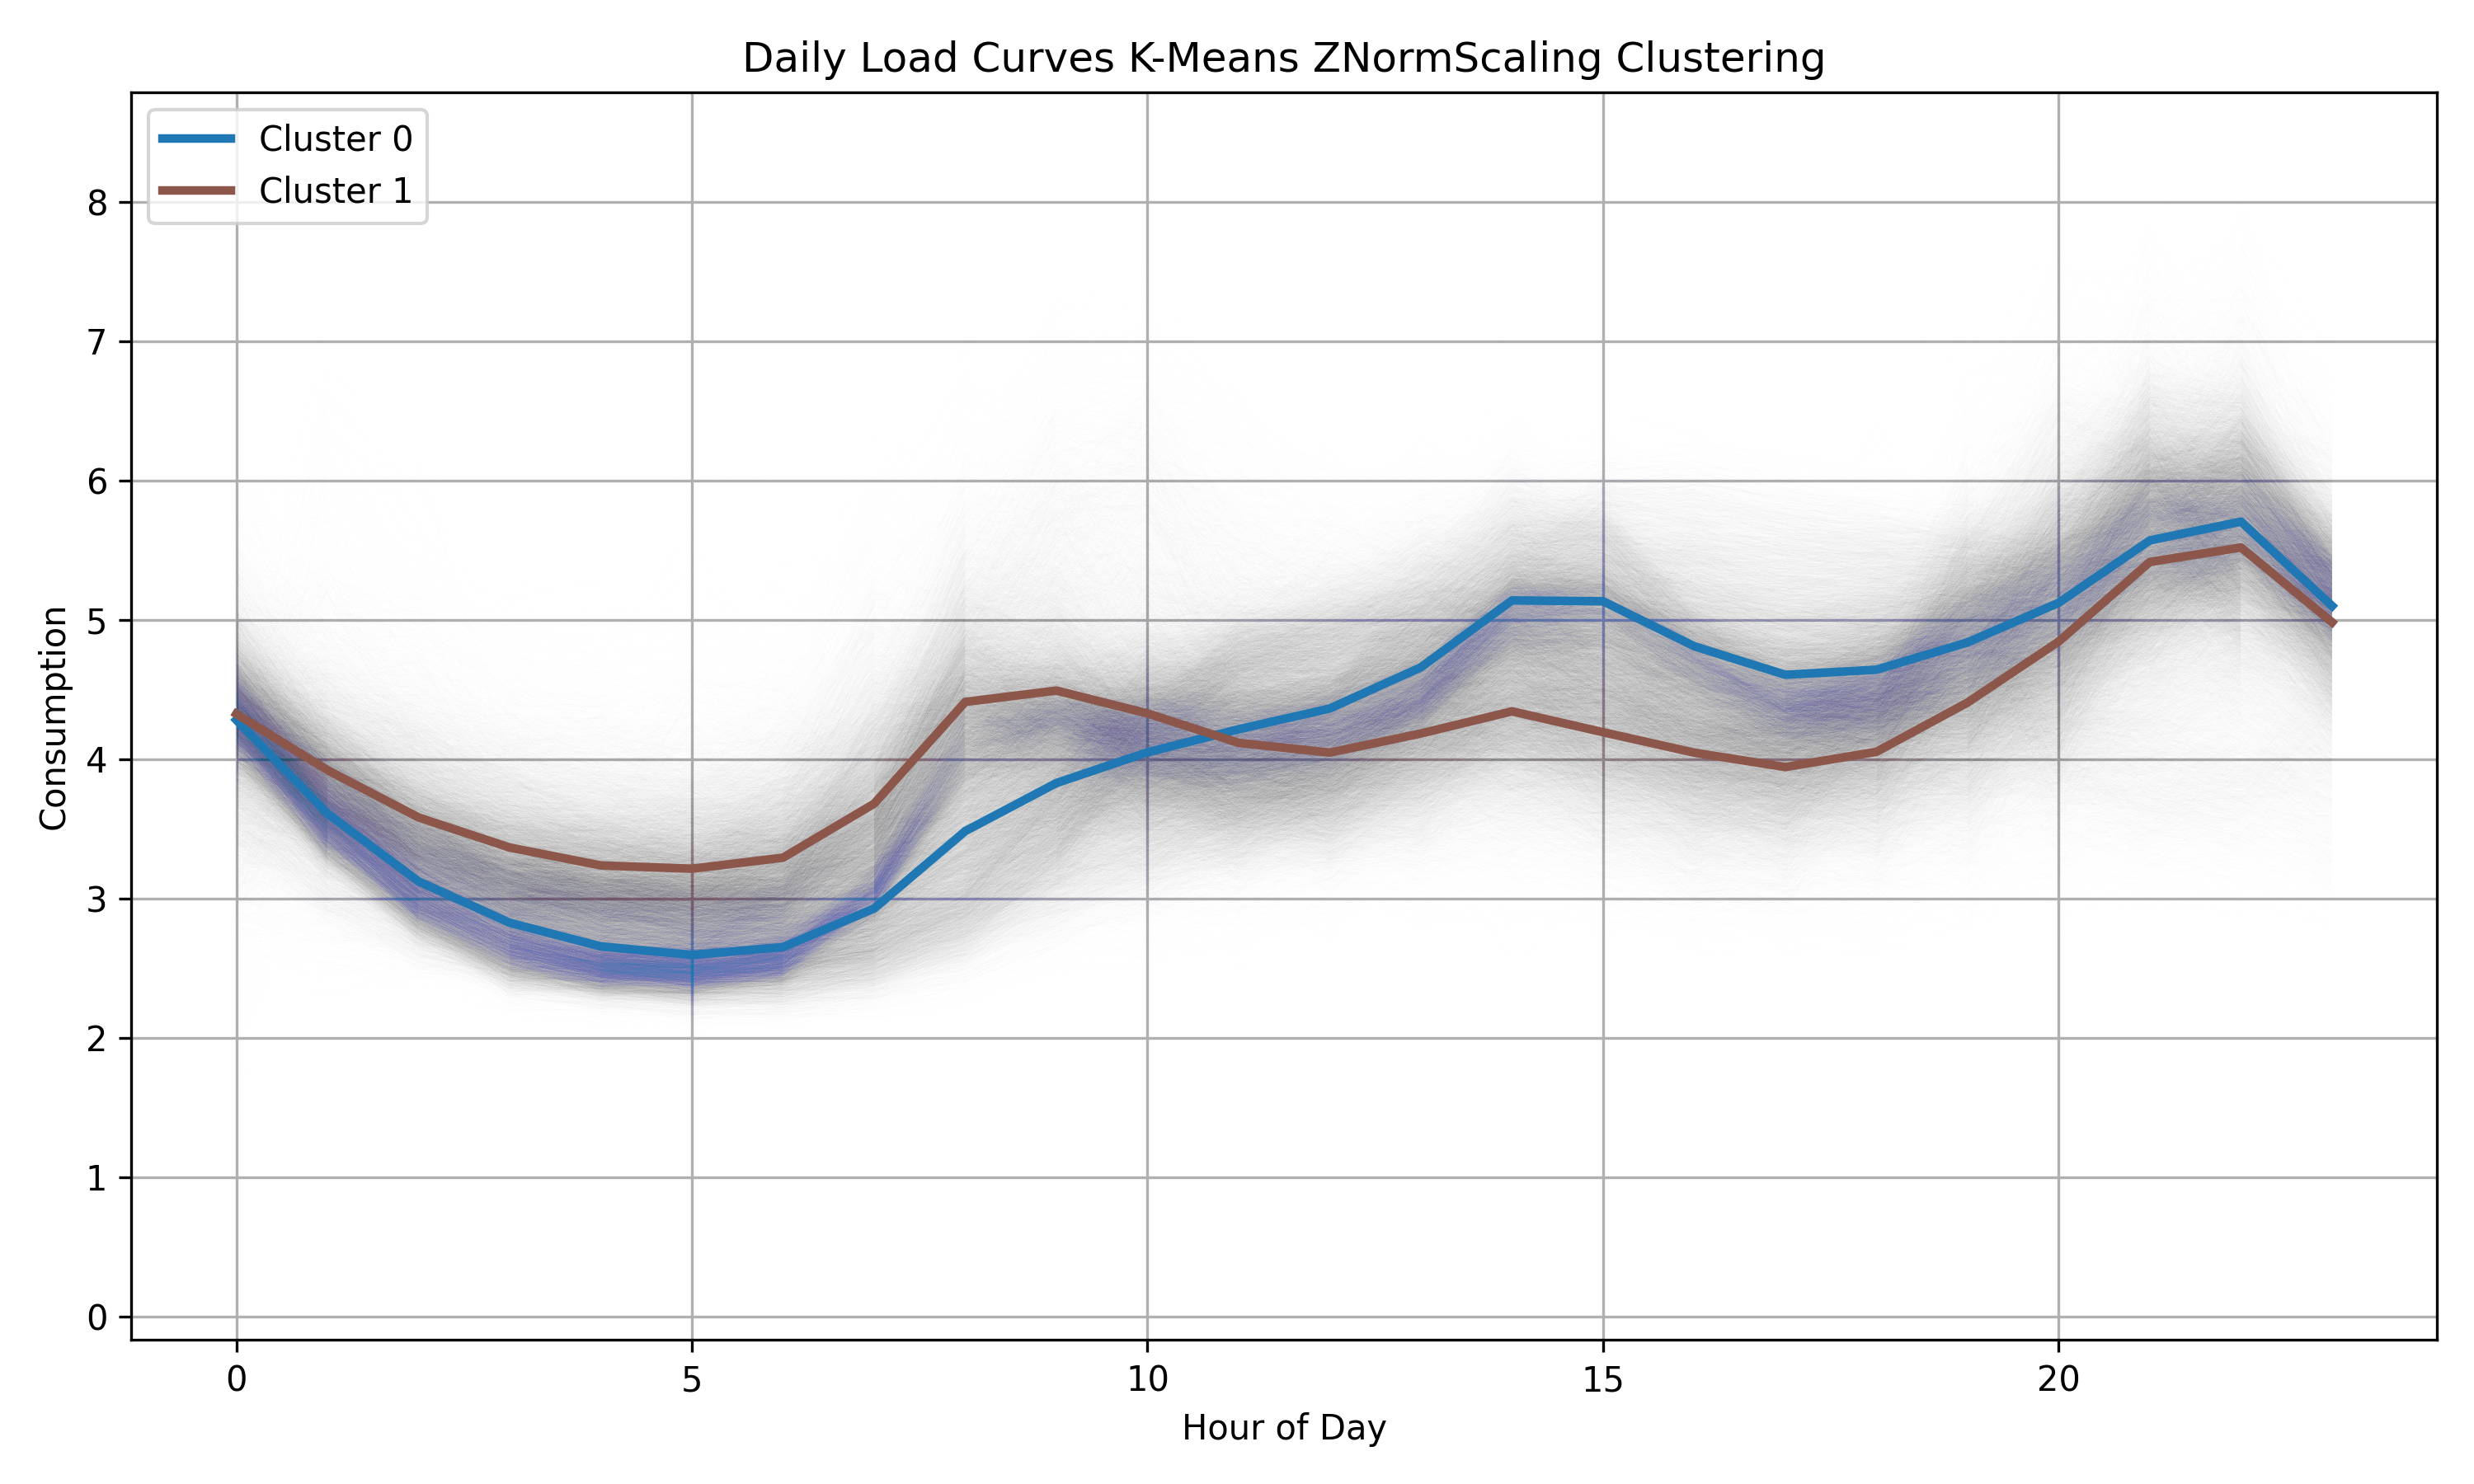 Daily Load Curves K-Means ZNormScaling Clustering
Cluster 0
Cluster 1
8
7
6
5
4
3
2
1
0
Consumption
0 5 10 15 20
Hour of Day